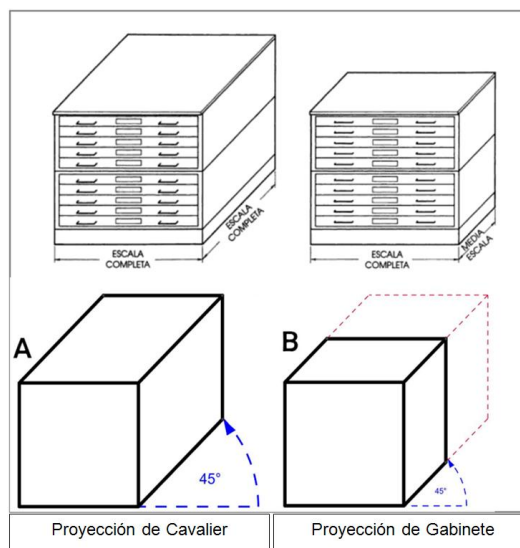 ESCALA
COMPLETA
ESCALA
COMPLETA
ESCALA
COMPLETA
MEDIA
ESCALA
A
45°
B
45°
Proyección de Cavalier
Proyección de Gabinete